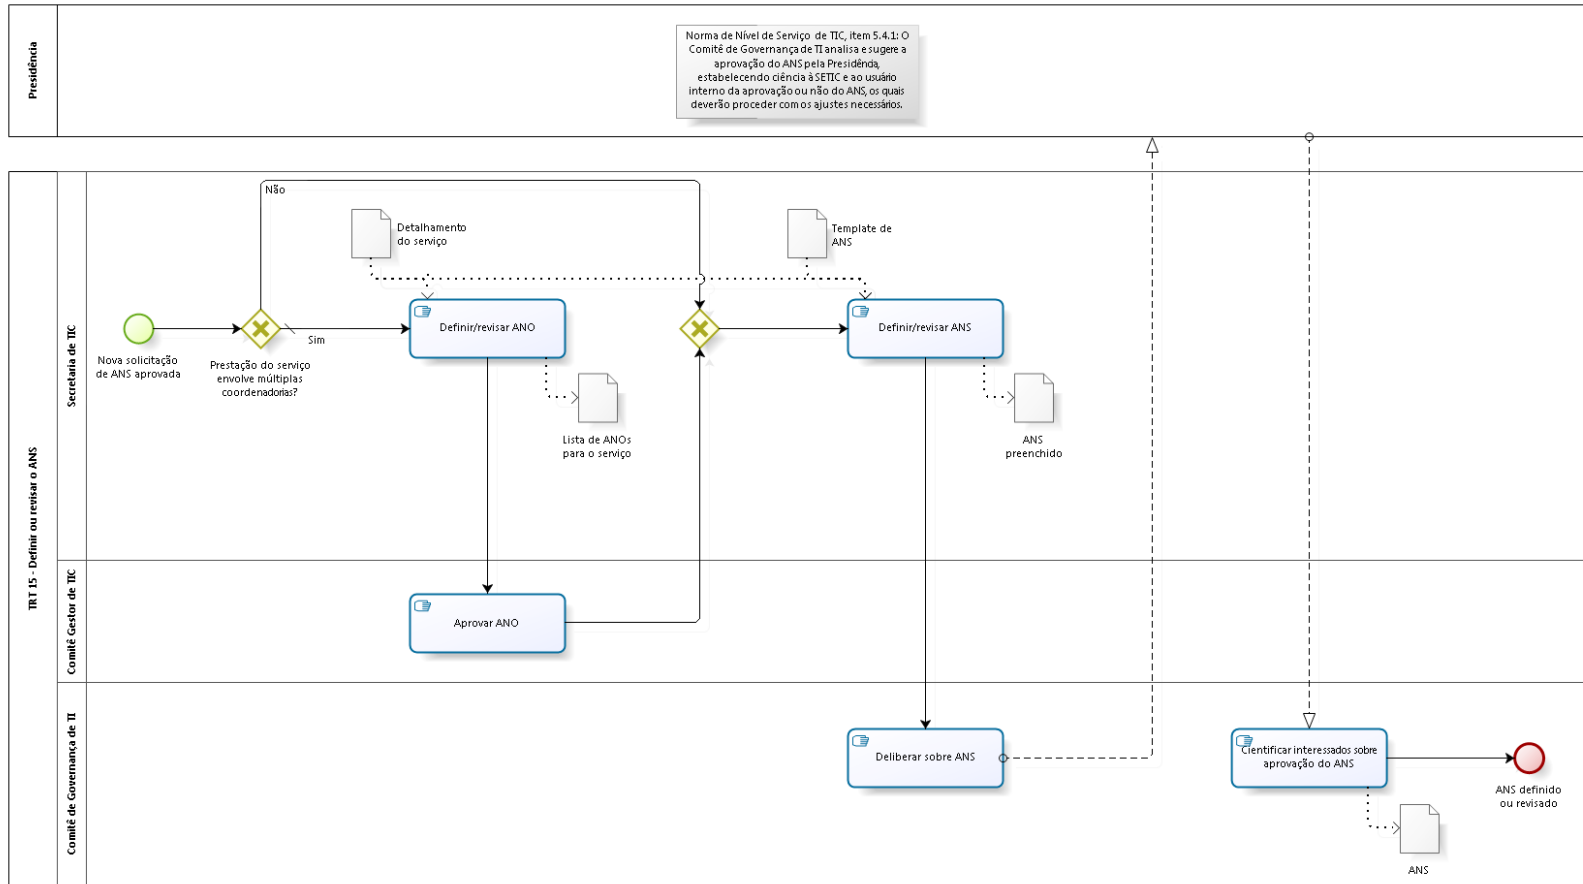 Presidência
Norma de Nível de Serviço de TIC, item 5.4.1: O
Comitê de Governança de TI analisa e sugere a
aprovação do ANS pela Presidência,
estabelecendo ciência à SETIC e ao usuário
interno da aprovação ou não do ANS, os quais
deverão proceder com os ajustes necessários.
TRT 15 - Definir ou revisar o ANS
Secretaria de TIC
Não
Detalhamento
do serviço
Template de
ANS
Nova solicitação
de ANS aprovada
Prestação do serviço
envolve múltiplas
coordenadorias?
Sim
Definir/revisar ANO
Definir/revisar ANS
Lista de ANOs
para o serviço
ANS
preenchido
Comitê Gestor de TIC
Aprovar ANO
Comitê de Governança de TI
Deliberar sobre ANS
Cientificar interessados sobre
aprovação do ANS
ANS definido
ou revisado
ANS